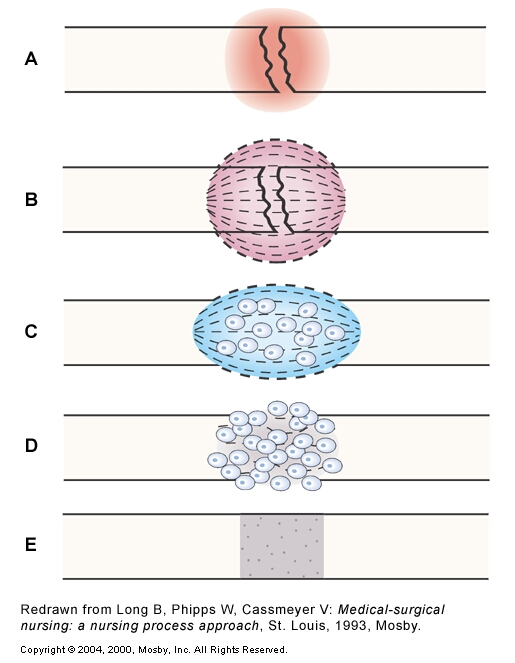 A
B
C
D
E
Redrawn from Long B, Phipps W, Cassmeyer V: Medical-surgical
nursing: a nursing process approach, St. Louis, 1993, Mosby.
Copyright © 2004, 2000, Mosby, Inc. All Rights Reserved.